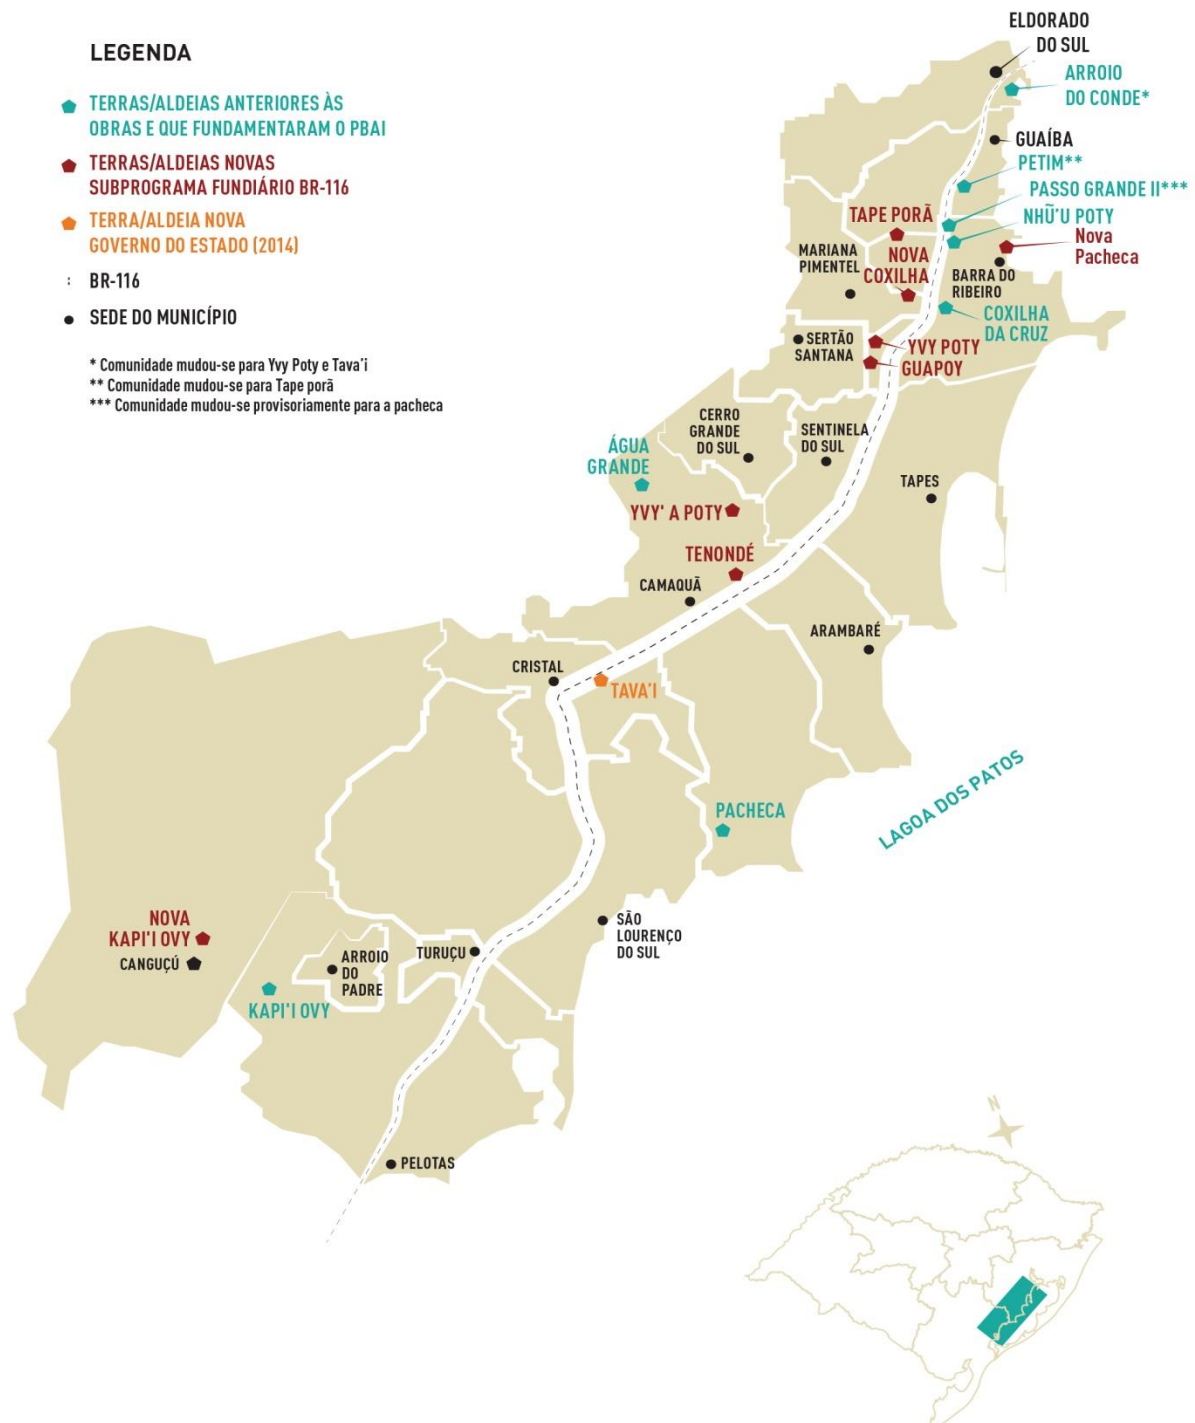 LEGENDA
TERRAS/ALDEIAS ANTERIORES ÀS
OBRAS E QUE FUNDAMENTARAM O PBAI
TERRAS/ALDEIAS NOVAS
SUBPROGRAMA FUNDIÁRIO BR-116
TERRA/ALDEIA NOVA
GOVERNO DO ESTADO (2014)
BR-116
SEDE DO MUNICÍPIO
* Comunidade mudou-se para Yvy Poty e Tava'i
** Comunidade mudou-se para Tape porã
*** Comunidade mudou-se provisoriamente para a pacheca
ELDORADO
DO SUL
ARROIO
DO CONDE*
GUAÍBA
PETIM**
PASSO GRANDE II***
NHŨ'U POTY
Nova
Pacheca
TAPE PORÃ
MARIANA
PIMENTEL
NOVA
COXILHA
BARRA DO
RIBEIRO
COXILHA
DA CRUZ
SERTÃO
SANTANA
YVY POTY
GUAPOY
CERRO
GRANDE
DO SUL
SENTINELA
DO SUL
ÁGUA
GRANDE
TAPES
YVY' A POTY
TENONDÉ
CAMAQUÃ
ARAMBARÉ
CRISTAL
TAVA'I
LAGOA DOS PATOS
PACHECA
NOVA
KAPI'I OVY
CANGUÇÚ
ARROIO
DO
PADRE
TURUÇU
SÃO
LOURENÇO
DO SUL
KAPI'I OVY
PELOTAS
N